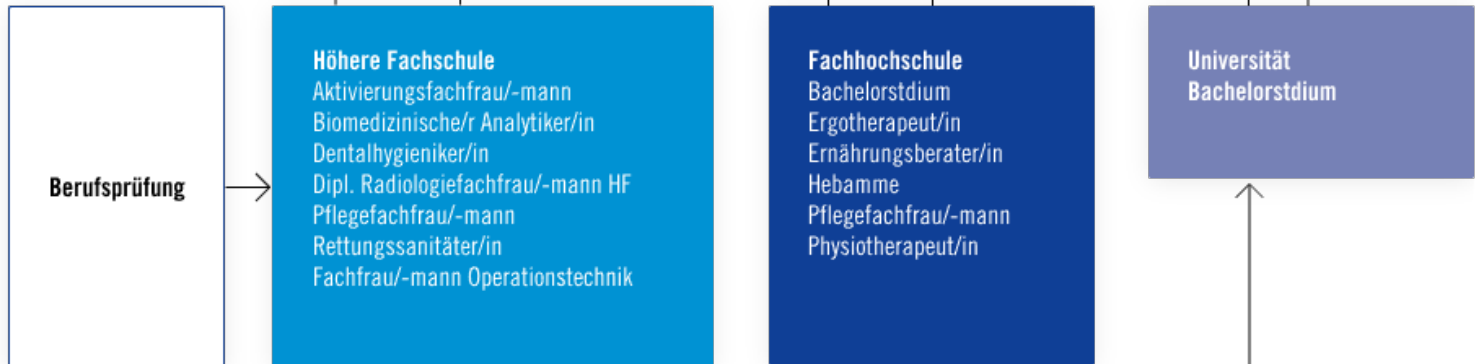 Berufsprüfung
Höhere Fachschule
Aktivierungsfachfrau/-mann
Biomedizinische/r Analytiker/in
Dentalhygieniker/in
Dipl. Radiologiefachfrau/-mann HF
Pflegefachfrau/-mann
Rettungssanitäter/in
Fachfrau/-mann Operationstechnik
Fachhochschule
Bachelorstdium
Ergotherapeut/in
Ernährungsberater/in
Hebamme
Pflegefachfrau/-mann
Physiotherapeut/in
Universität
Bachelorstdium